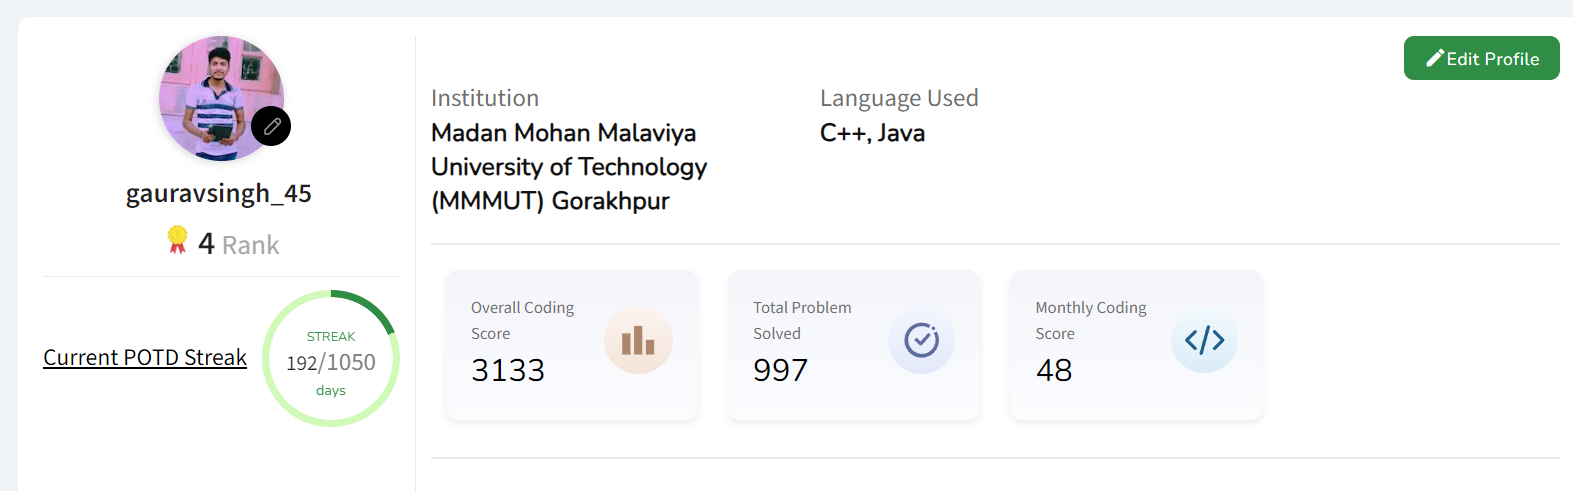 gauravsingh_45
4 Rank
Current POTD Streak
STREAK
192/1050
days
Edit Profile
Institution
Madan Mohan Malaviya
University of Technology
(MMMUT) Gorakhpur
Language Used
C++, Java
Overall Coding
Score
3133
Total Problem
Solved
997
Monthly Coding
Score
48